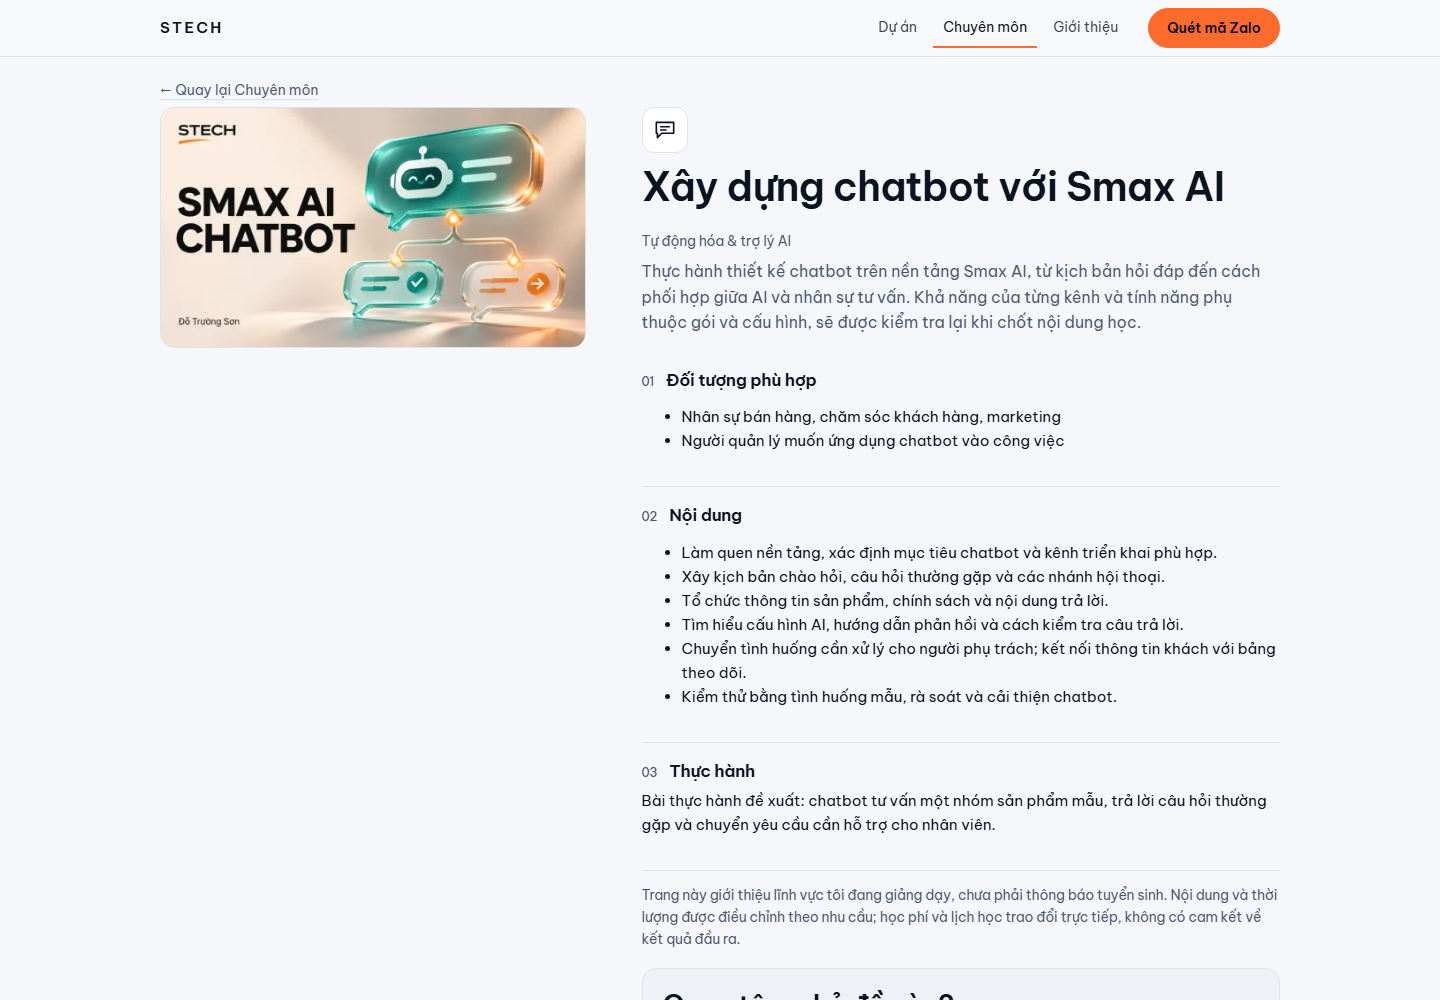 STECH
Dự án
Chuyên môn
Giới thiệu
Quét mã Zalo
← Quay lại Chuyên môn
STECH
SMAX AI
CHATBOT
Đỗ Trường Sơn
Xây dựng chatbot với Smax AI
Tự động hóa & trợ lý AI
Thực hành thiết kế chatbot trên nền tảng Smax AI, từ kịch bản hỏi đáp đến cách
phối hợp giữa AI và nhân sự tư vấn. Khả năng của từng kênh và tính năng phụ
thuộc gói và cấu hình, sẽ được kiểm tra lại khi chốt nội dung học.
01 Đối tượng phù hợp
• Nhân sự bán hàng, chăm sóc khách hàng, marketing
• Người quản lý muốn ứng dụng chatbot vào công việc
02 Nội dung
• Làm quen nền tảng, xác định mục tiêu chatbot và kênh triển khai phù hợp.
• Xây kịch bản chào hỏi, câu hỏi thường gặp và các nhánh hội thoại.
• Tổ chức thông tin sản phẩm, chính sách và nội dung trả lời.
• Tìm hiểu cấu hình AI, hướng dẫn phản hồi và cách kiểm tra câu trả lời.
• Chuyển tình huống cần xử lý cho người phụ trách; kết nối thông tin khách với bảng
theo dõi.
• Kiểm thử bằng tình huống mẫu, rà soát và cải thiện chatbot.
03 Thực hành
Bài thực hành đề xuất: chatbot tư vấn một nhóm sản phẩm mẫu, trả lời câu hỏi thường
gặp và chuyển yêu cầu cần hỗ trợ cho nhân viên.
Trang này giới thiệu lĩnh vực tôi đang giảng dạy, chưa phải thông báo tuyển sinh. Nội dung và thời
lượng được điều chỉnh theo nhu cầu; học phí và lịch học trao đổi trực tiếp, không có cam kết về
kết quả đầu ra.